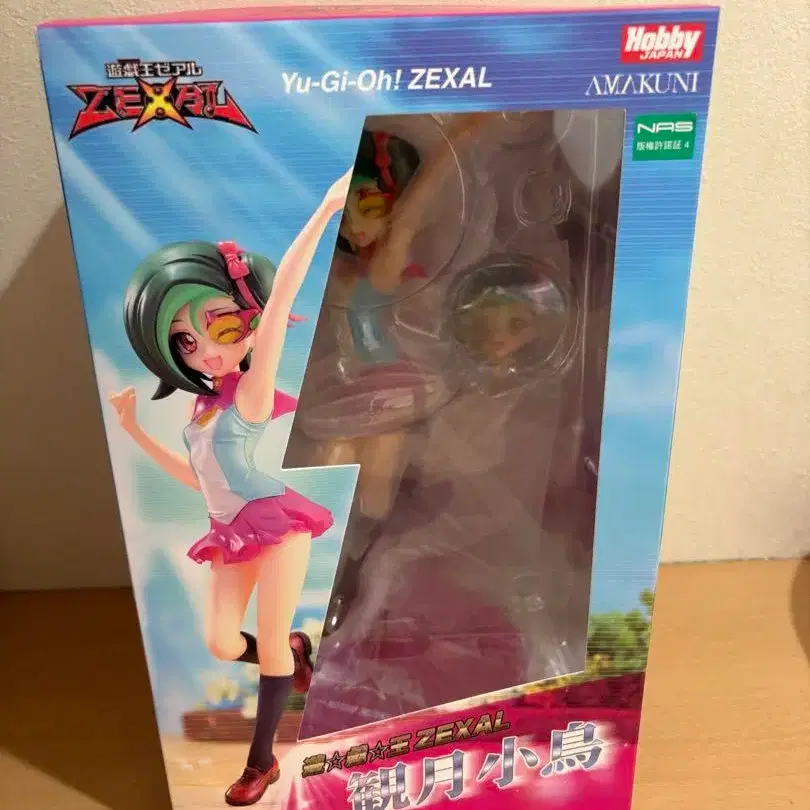 遊戯王ゼアル
ZEXAL
Yu-Gi-Oh! ZEXAL
Hobby
JAPAN
AMAKUNI
NAS
版権許諾証 4
遊☆戯☆王 ZEXAL
観月小鳥